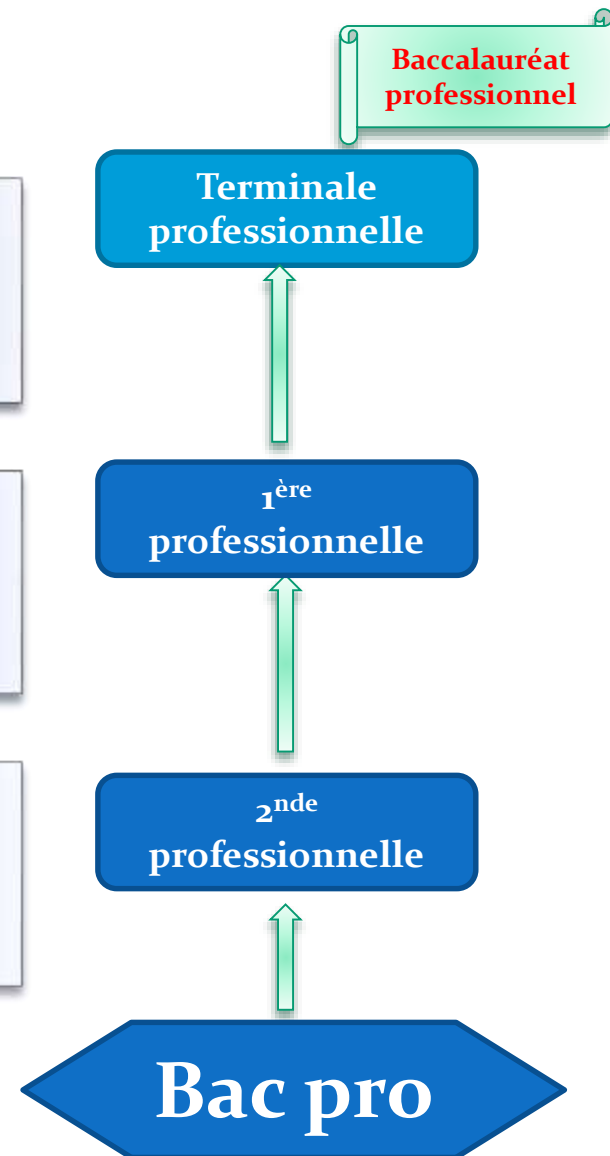 Baccalauréat
professionnel
Terminale
professionnelle
1ère
professionnelle
2nde
professionnelle
Bac pro